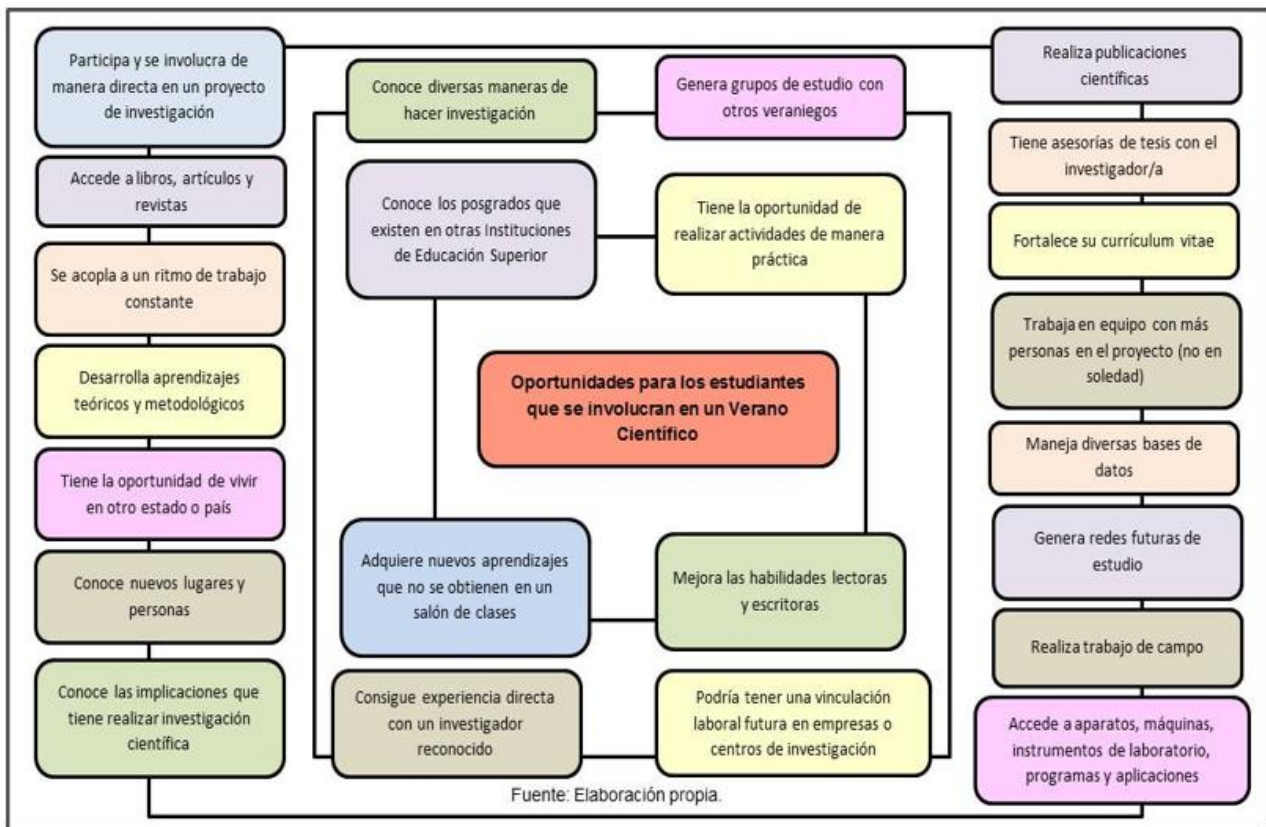 Participa y se involucra de
manera directa en un proyecto
de investigación
Accede a libros, artículos y
revistas
Se acopla a un ritmo de trabajo
constante
Desarrolla aprendizajes
teóricos y metodológicos
Tiene la oportunidad de vivir
en otro estado o país
Conoce nuevos lugares y
personas
Conoce las implicaciones que
tiene realizar investigación
científica
Conoce diversas maneras de
hacer investigación
Genera grupos de estudio con
otros veraniegos
Conoce los posgrados que
existen en otras Instituciones
de Educación Superior
Tiene la oportunidad de
realizar actividades de manera
práctica
Oportunidades para los estudiantes
que se involucran en un Verano
Científico
Adquiere nuevos aprendizajes
que no se obtienen en un
salón de clases
Mejora las habilidades lectoras
y escritoras
Consigue experiencia directa
con un investigador
reconocido
Podría tener una vinculación
laboral futura en empresas o
centros de investigación
Realiza publicaciones
científicas
Tiene asesorías de tesis con el
investigador/a
Fortalece su currículum vitae
Trabaja en equipo con más
personas en el proyecto (no en
soledad)
Maneja diversas bases de
datos
Genera redes futuras de
estudio
Realiza trabajo de campo
Accede a aparatos, máquinas,
instrumentos de laboratorio,
programas y aplicaciones
Fuente: Elaboración propia.